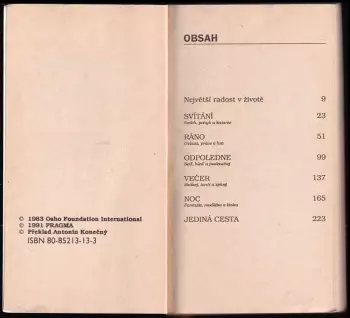 © 1983 Osho Foundation International
© 1991 PRAGMA
© Překlad Antonín Konečný
ISBN 80-85213-13-3
OBSAH
Největší radost v životě 9
SVÍTÁNÍ 23
RÁNO 51
ODPOLEDNE 99
VEČER 137
NOC 165
JEDINÁ CESTA 223